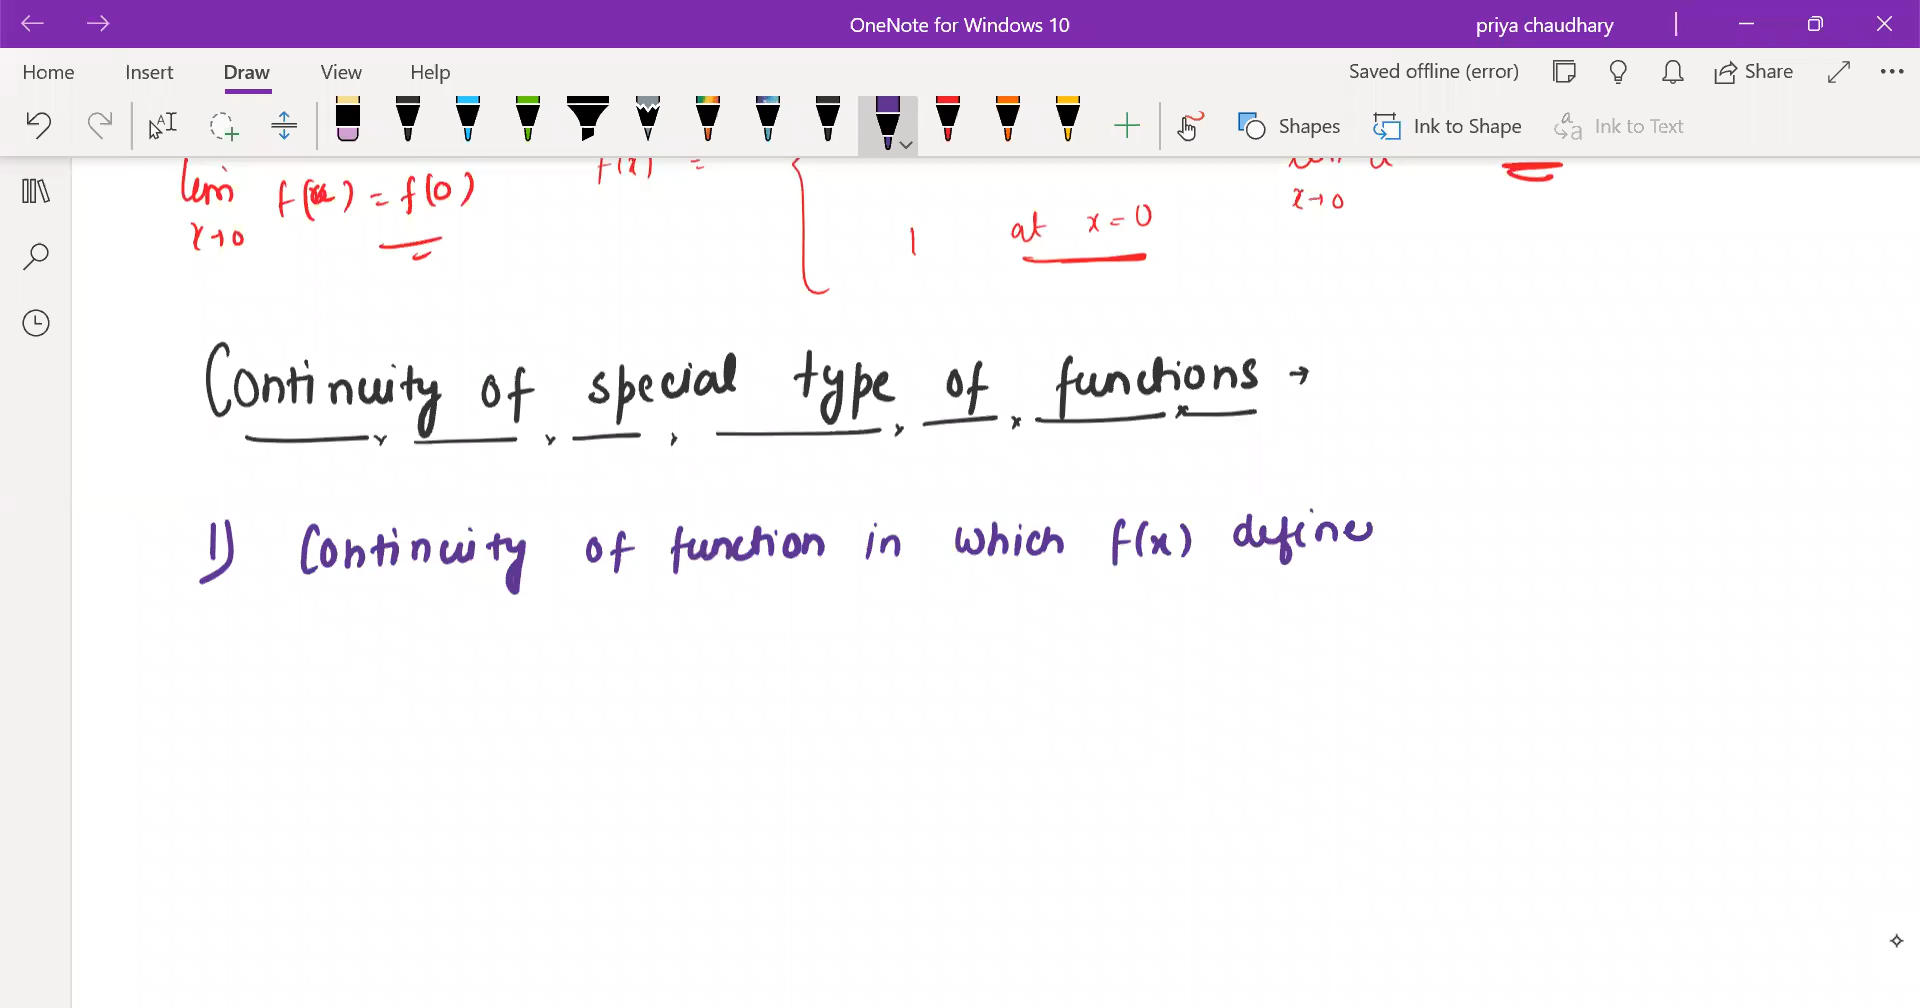 OneNote for Windows 10
priya chaudhary
Home Insert Draw View Help
Saved offline (error) Share
Shapes Ink to Shape Ink to Text
lim f(x) = f(0)
x→0
f(x) =
1 at x=0
x→0
Continuity of special type of functions →
1) Continuity of function in which f(x) define